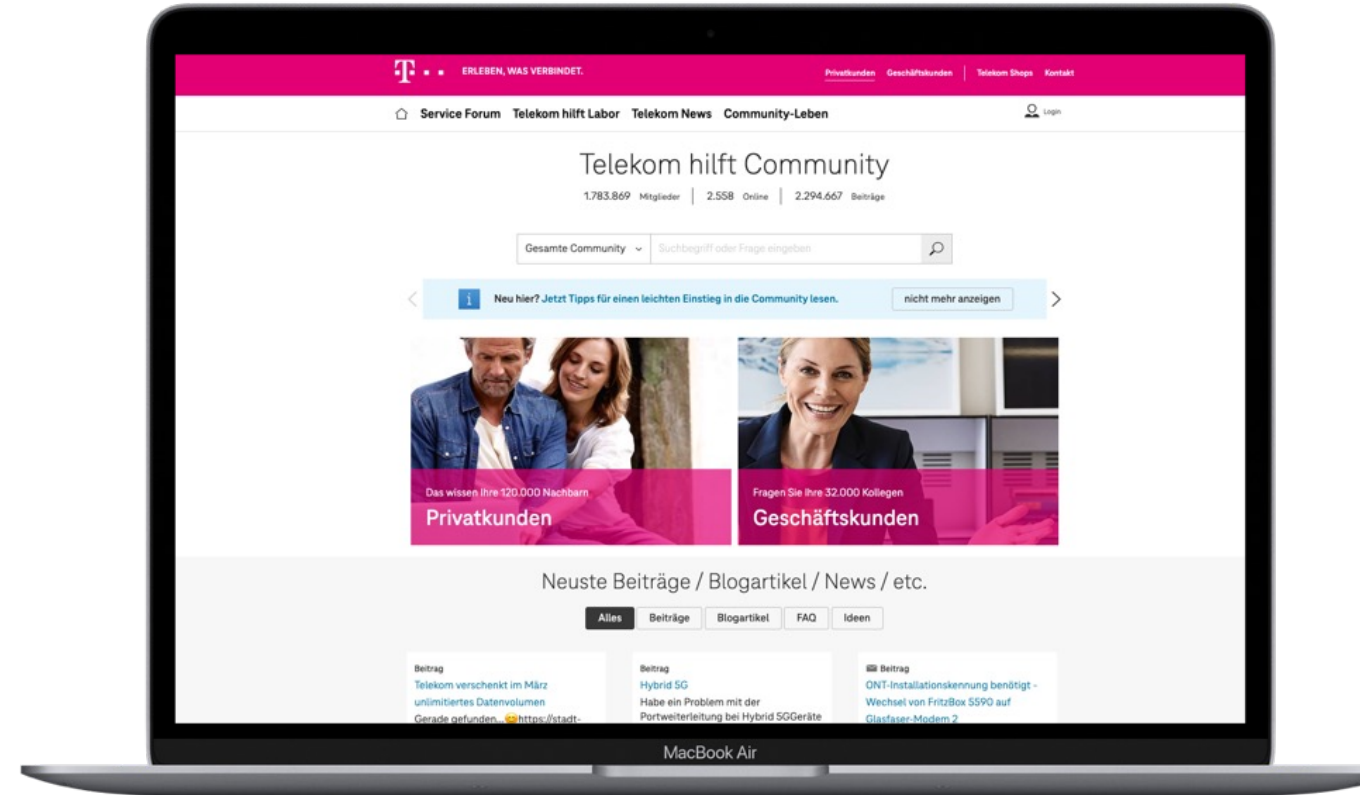 T
ERLEBEN, WAS VERBINDET.
Privatkunden Geschäftskunden Telekom Shops Kontakt
Service Forum Telekom hilft Labor Telekom News Community-Leben
Login
Telekom hilft Community
1.783.869 Mitglieder 2.558 Online 2.294.667 Beiträge
Gesamte Community Suchbegriff oder Frage eingeben
i Neu hier? Jetzt Tipps für einen leichten Einstieg in die Community lesen. nicht mehr anzeigen
Das wissen Ihre 120.000 Nachbarn
Privatkunden
Fragen Sie Ihre 32.000 Kollegen
Geschäftskunden
Neuste Beiträge / Blogartikel / News / etc.
Alles Beiträge Blogartikel FAQ Ideen
Beitrag
Telekom verschenkt im März
unlimitiertes Datenvolumen
Gerade gefunden...😄https://stadt-
Beitrag
Hybrid 5G
Habe ein Problem mit der
Portweiterleitung bei Hybrid 5GGeräte
Beitrag
ONT-Installationskennung benötigt -
Wechsel von FritzBox 5590 auf
Glasfaser-Modem 2
MacBook Air